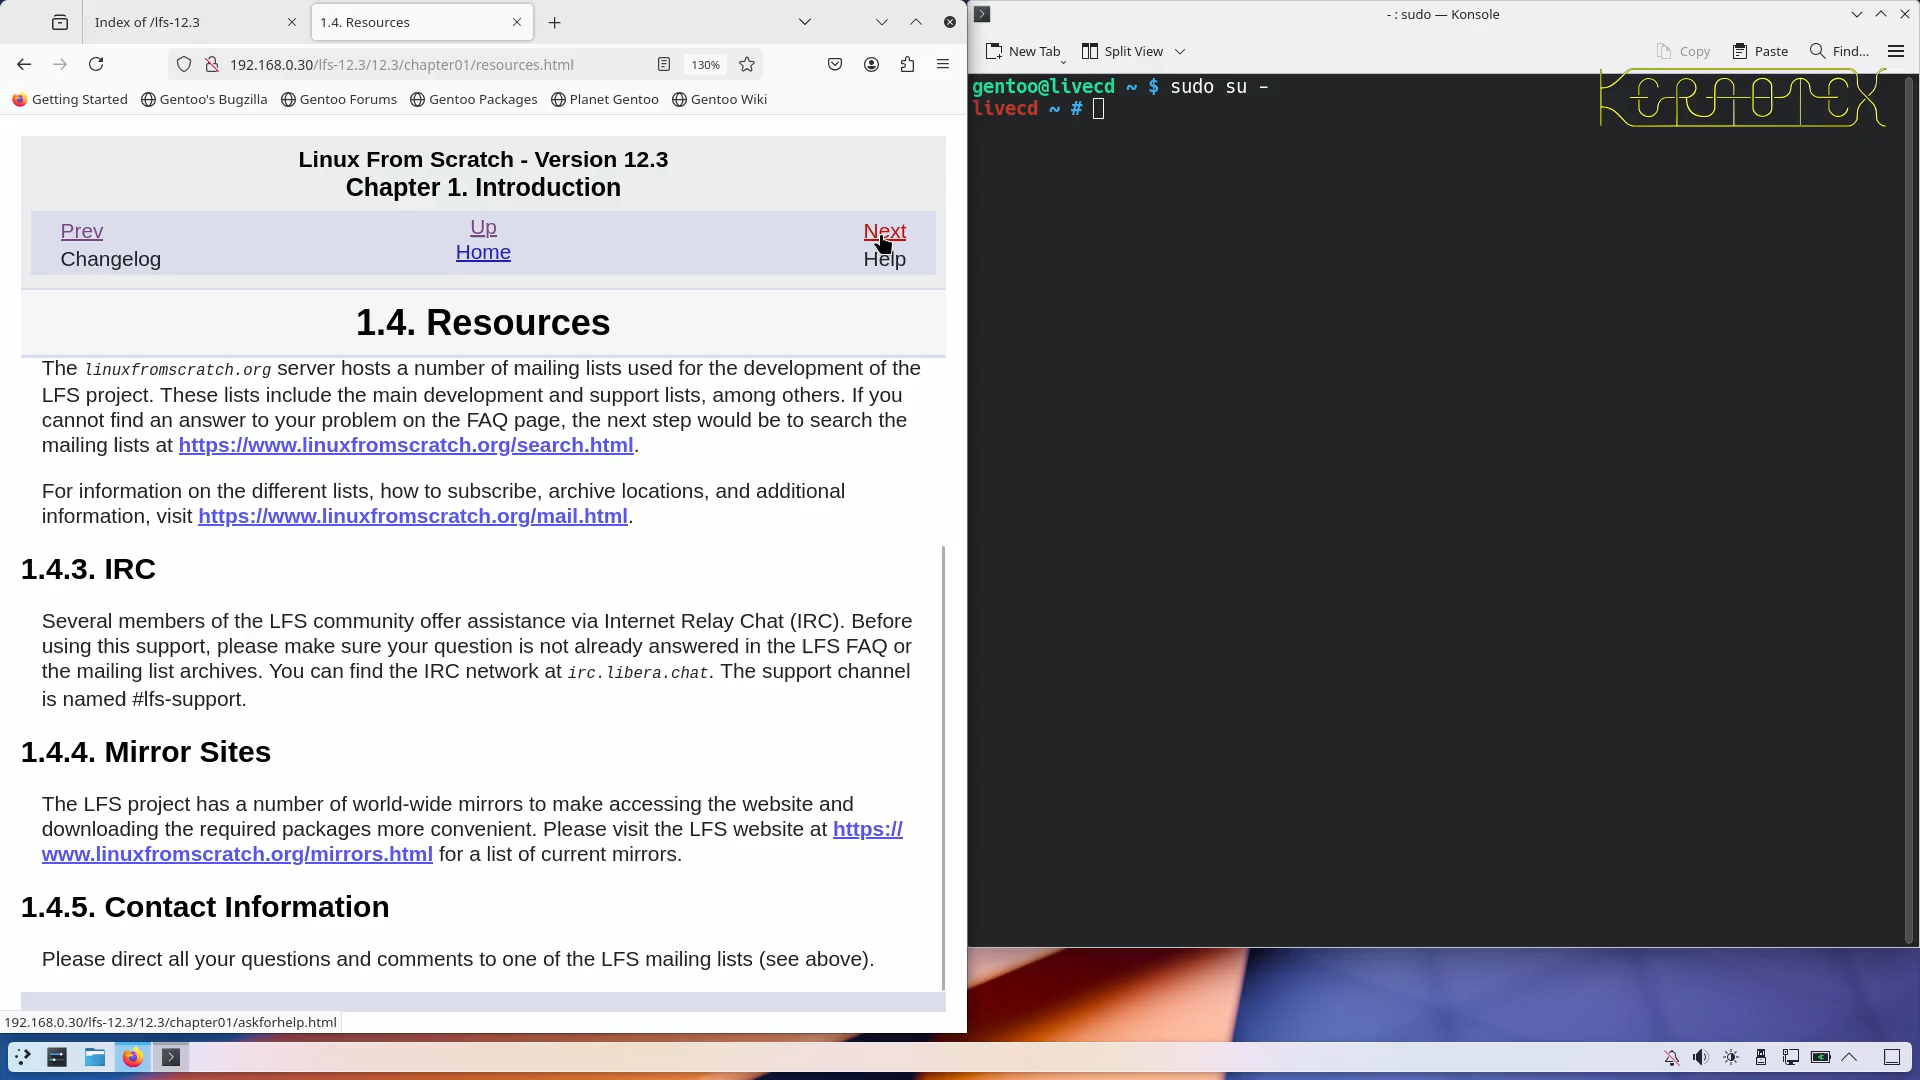 Index of /lfs-12.3
1.4. Resources
192.168.0.30/lfs-12.3/12.3/chapter01/resources.html
130%
Getting Started
Gentoo's Bugzilla
Gentoo Forums
Gentoo Packages
Planet Gentoo
Gentoo Wiki
Linux From Scratch - Version 12.3
Chapter 1. Introduction
Prev
Up
Next
Changelog
Home
Help
1.4. Resources
The linuxfromscratch.org server hosts a number of mailing lists used for the development of the
LFS project. These lists include the main development and support lists, among others. If you
cannot find an answer to your problem on the FAQ page, the next step would be to search the
mailing lists at https://www.linuxfromscratch.org/search.html.
For information on the different lists, how to subscribe, archive locations, and additional
information, visit https://www.linuxfromscratch.org/mail.html.
1.4.3. IRC
Several members of the LFS community offer assistance via Internet Relay Chat (IRC). Before
using this support, please make sure your question is not already answered in the LFS FAQ or
the mailing list archives. You can find the IRC network at irc.libera.chat. The support channel
is named #lfs-support.
1.4.4. Mirror Sites
The LFS project has a number of world-wide mirrors to make accessing the website and
downloading the required packages more convenient. Please visit the LFS website at https://
www.linuxfromscratch.org/mirrors.html for a list of current mirrors.
1.4.5. Contact Information
Please direct all your questions and comments to one of the LFS mailing lists (see above).
192.168.0.30/lfs-12.3/12.3/chapter01/askforhelp.html
- : sudo — Konsole
New Tab
Split View
Copy
Paste
Find...
gentoo@livecd ~ $ sudo su -
livecd ~ #